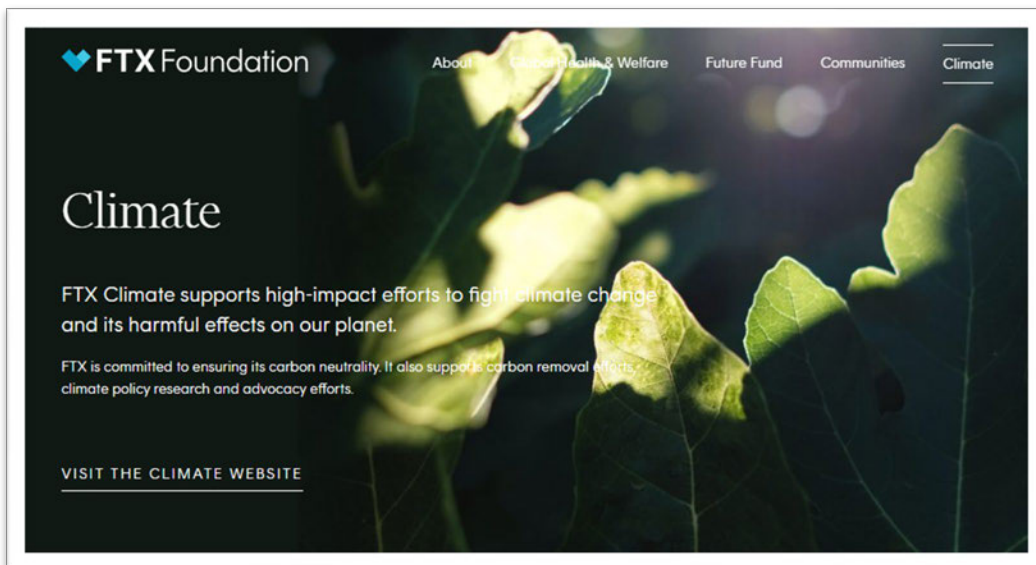 FTX Foundation
About Global Health & Welfare Future Fund Communities Climate
Climate
FTX Climate supports high-impact efforts to fight climate change
and its harmful effects on our planet.
FTX is committed to ensuring its carbon neutrality. It also supports carbon removal efforts,
climate policy research and advocacy efforts.
VISIT THE CLIMATE WEBSITE